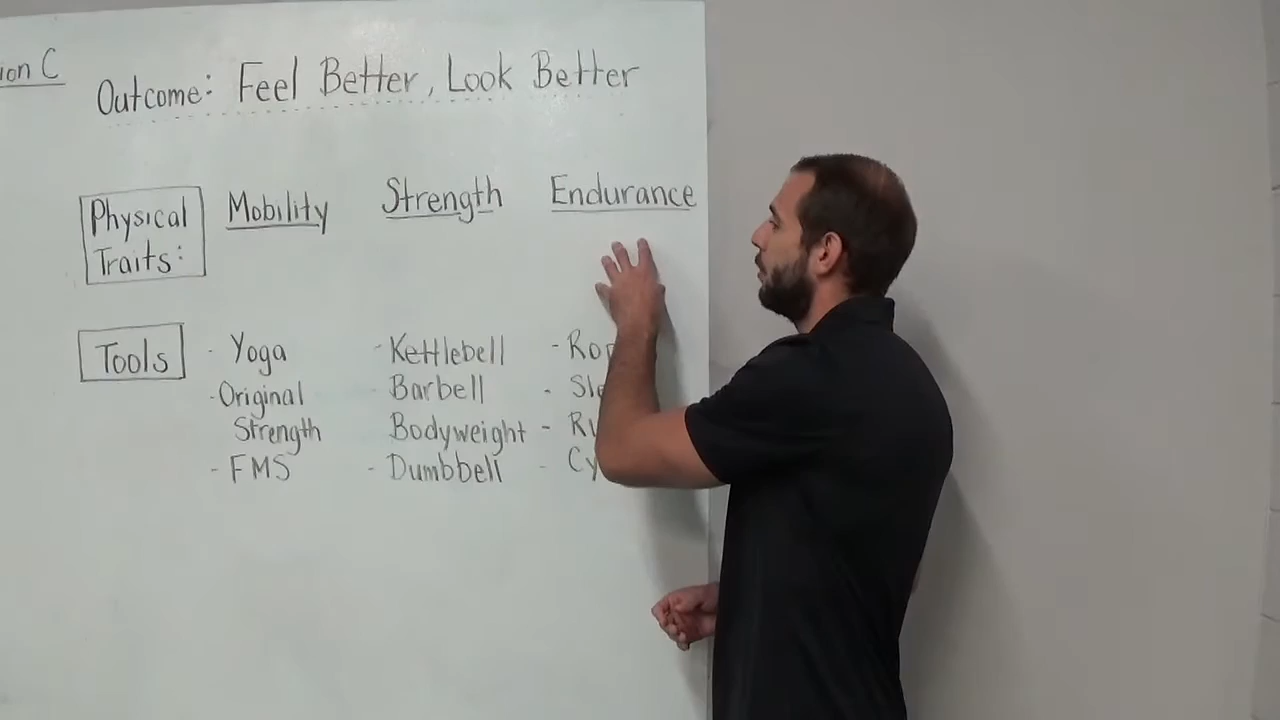 C
Outcome: Feel Better, Look Better
Physical Traits:
Mobility
Strength
Endurance
Tools
- Yoga
- Original
Strength
- FMS
- Kettlebell
- Barbell
Bodyweight
- Dumbbell